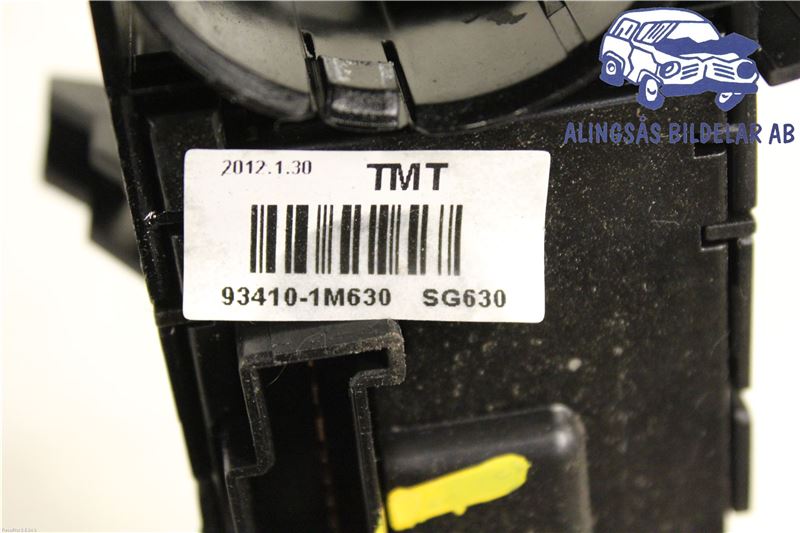 ALINGSÅS BILDELAR AB
2012.1.30 TMT
93410-1M630 SG630